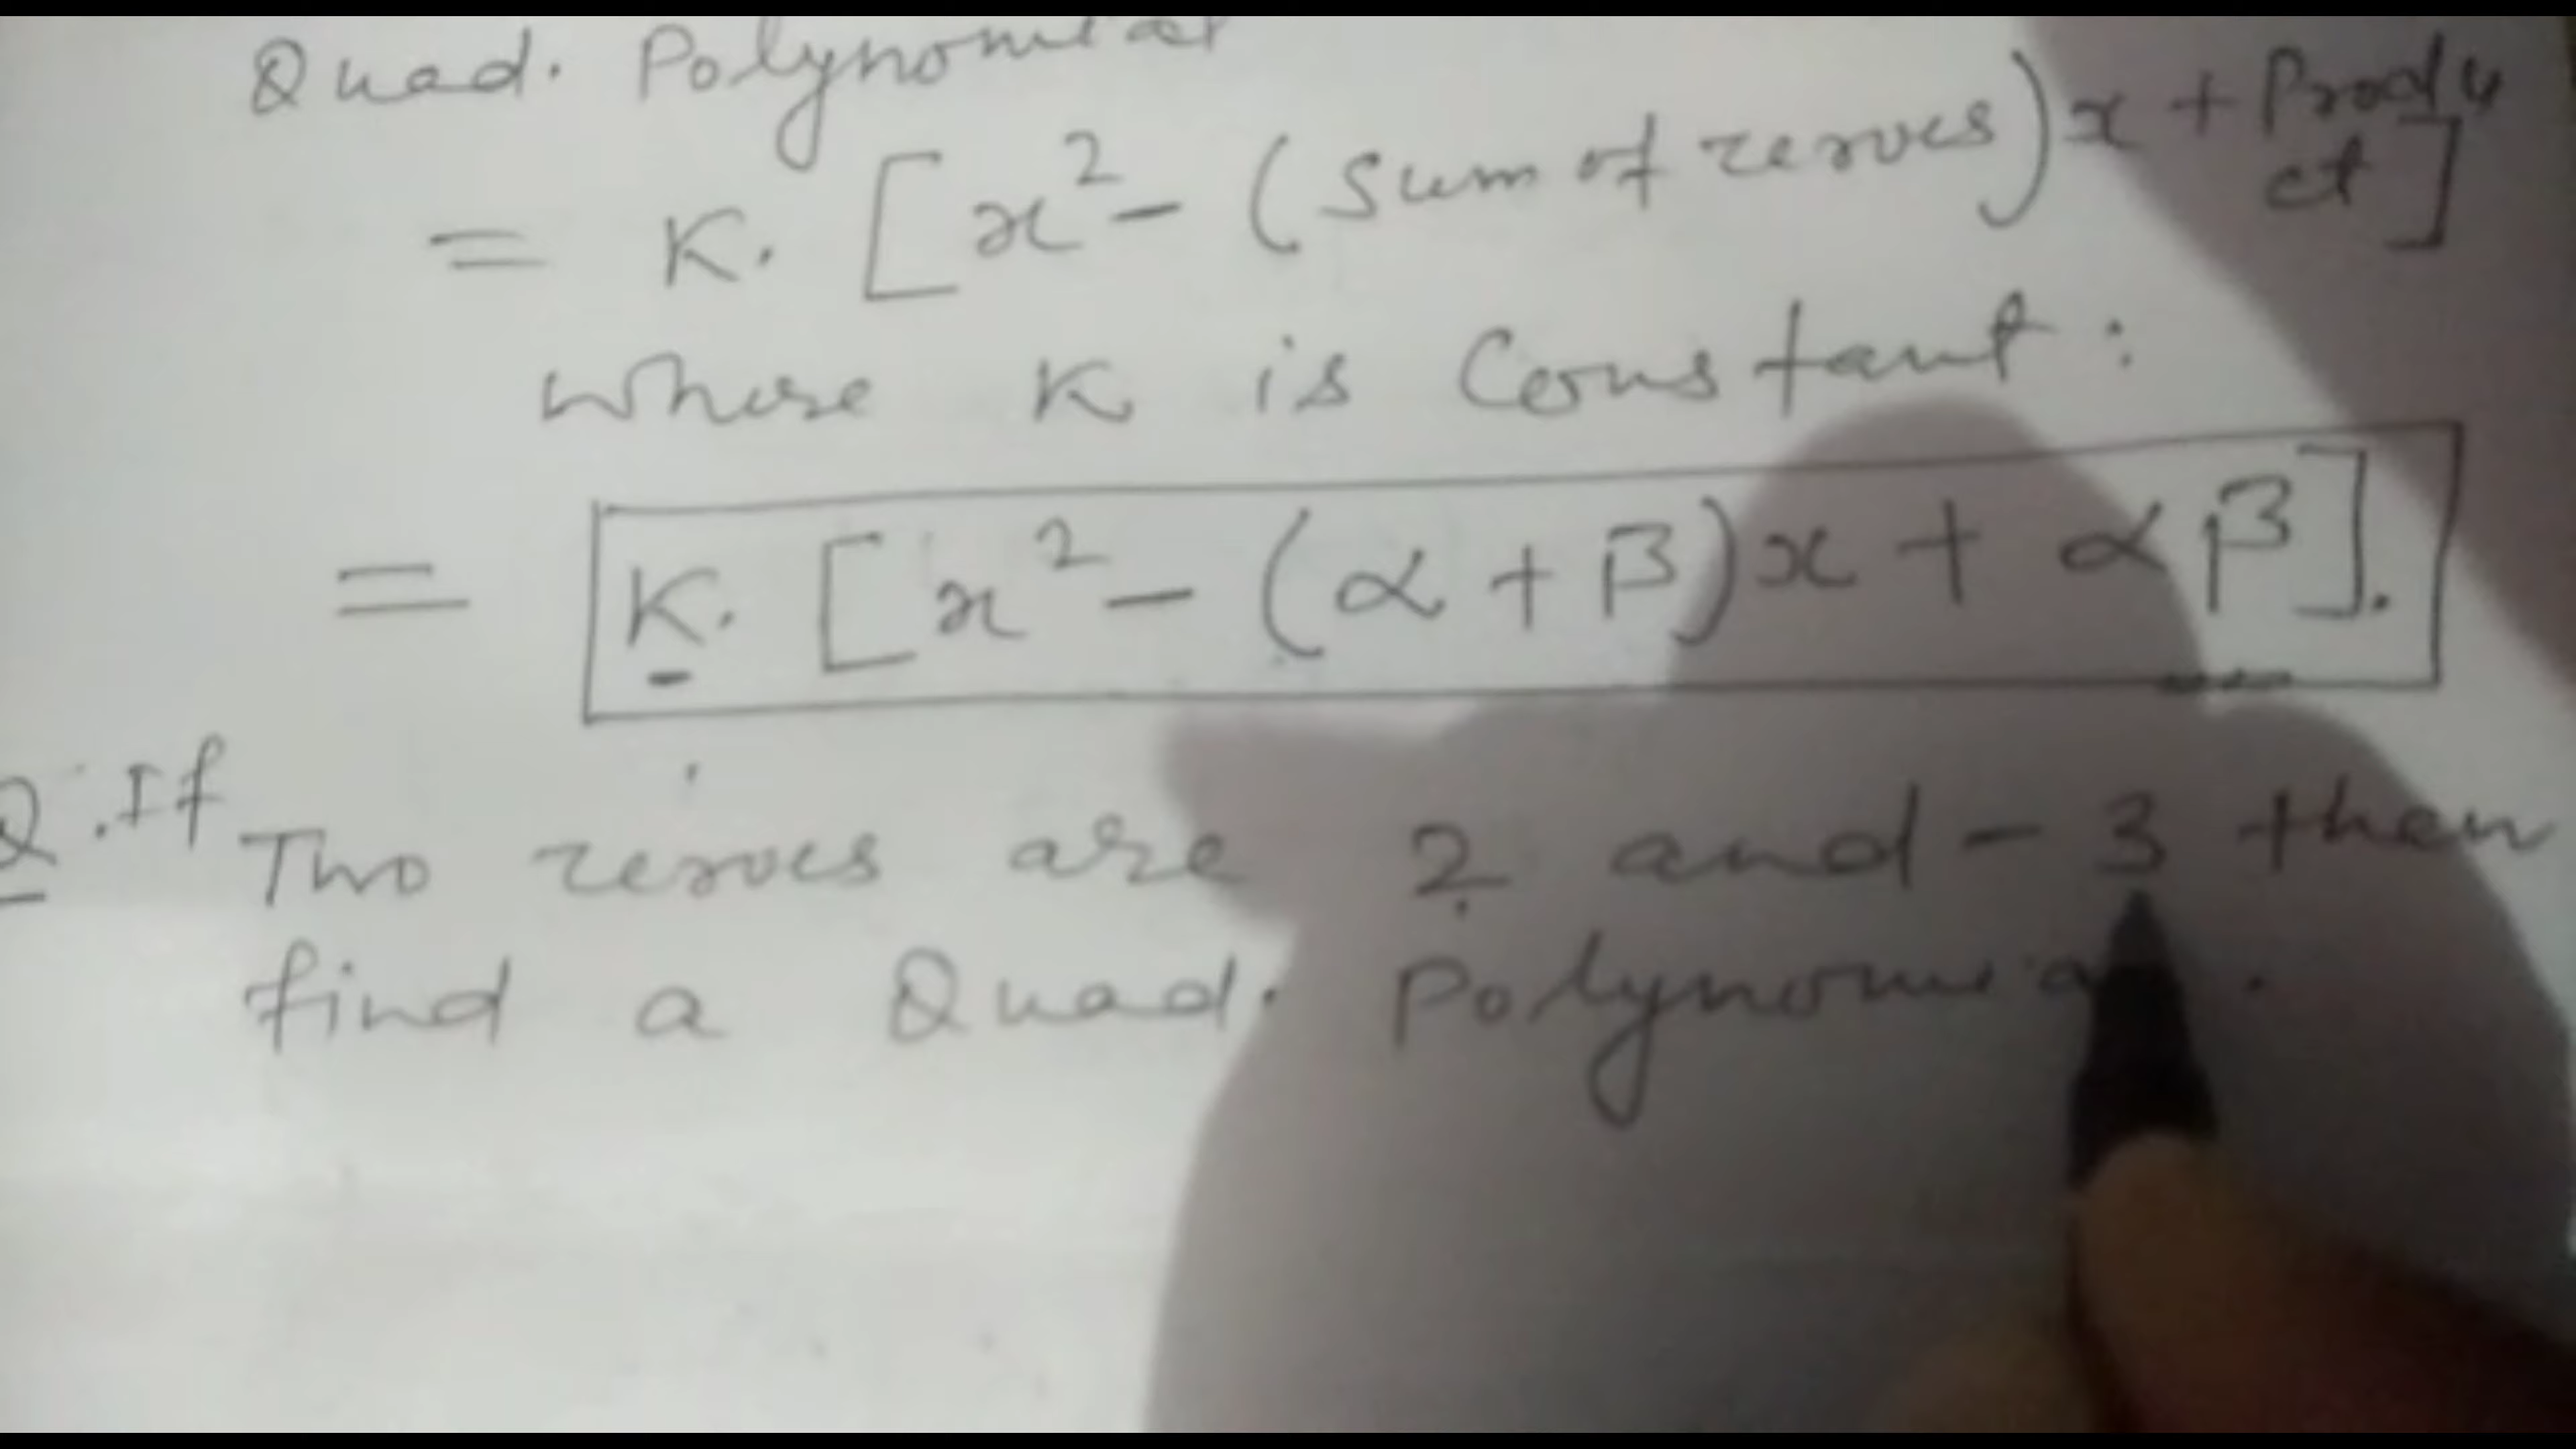 Quad. Polynomial
= K. [x² - (Sum of zeroes)x + Product]
where K is Constant:
= K. [x² - (α + β)x + αβ].
Q. If Two zeroes are 2 and -3 then
find a Quad. Polynomial.